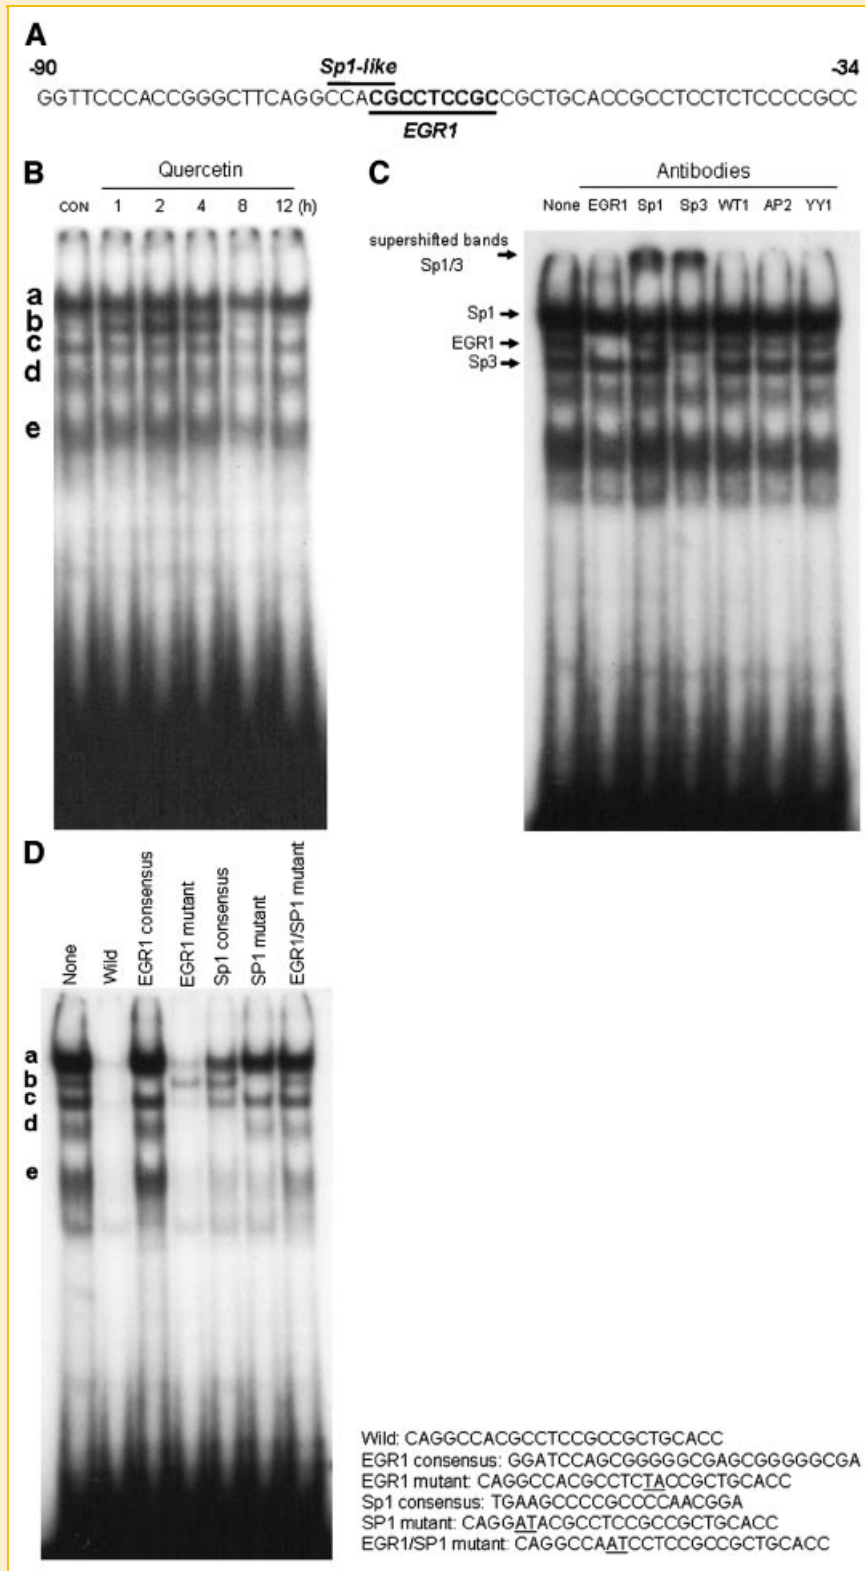 A
Sp1-like
-90 -34
GGTTCCCACCGGGCTTCAGGCCACGCCTCCGCCCGCTGCACCGCCTCCTCTCCCCGCC
EGR1
B
Quercetin
CON 1 2 4 8 12 (h)
a
b
c
d
e
C
Antibodies
None EGR1 Sp1 Sp3 WT1 AP2 YY1
supershifted bands
Sp1/3
Sp1
EGR1
Sp3
D
None
Wild
EGR1 consensus
EGR1 mutant
Sp1 consensus
SP1 mutant
EGR1/SP1 mutant
a
b
c
d
e
Wild: CAGGCCACGCCTCCGCCGCTGCACC
EGR1 consensus: GGATCCAGCGGGGGCGAGCGGGGGCGA
EGR1 mutant: CAGGCCACGCCTCTACCGCTGCACC
Sp1 consensus: TGAAGCCCCGCCCCAACGGA
SP1 mutant: CAGGATACGCCTCCGCCGCTGCACC
EGR1/SP1 mutant: CAGGCCAATCCTCCGCCGCTGCACC